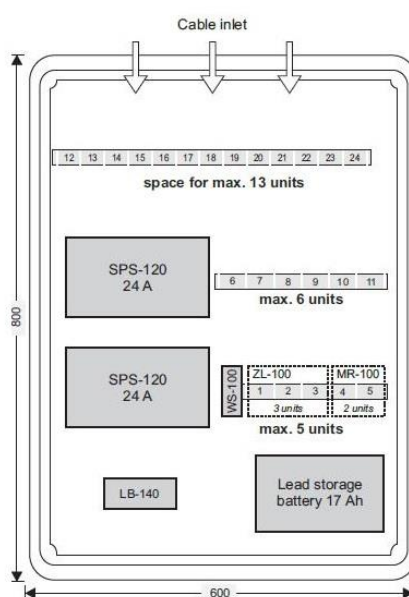 Cable inlet
12 13 14 15 16 17 18 19 20 21 22 23 24
space for max. 13 units
SPS-120
24 A
6 7 8 9 10 11
max. 6 units
SPS-120
24 A
WS-100
ZL-100 MR-100
1 2 3 4 5
3 units 2 units
max. 5 units
LB-140
Lead storage
battery 17 Ah
800
600